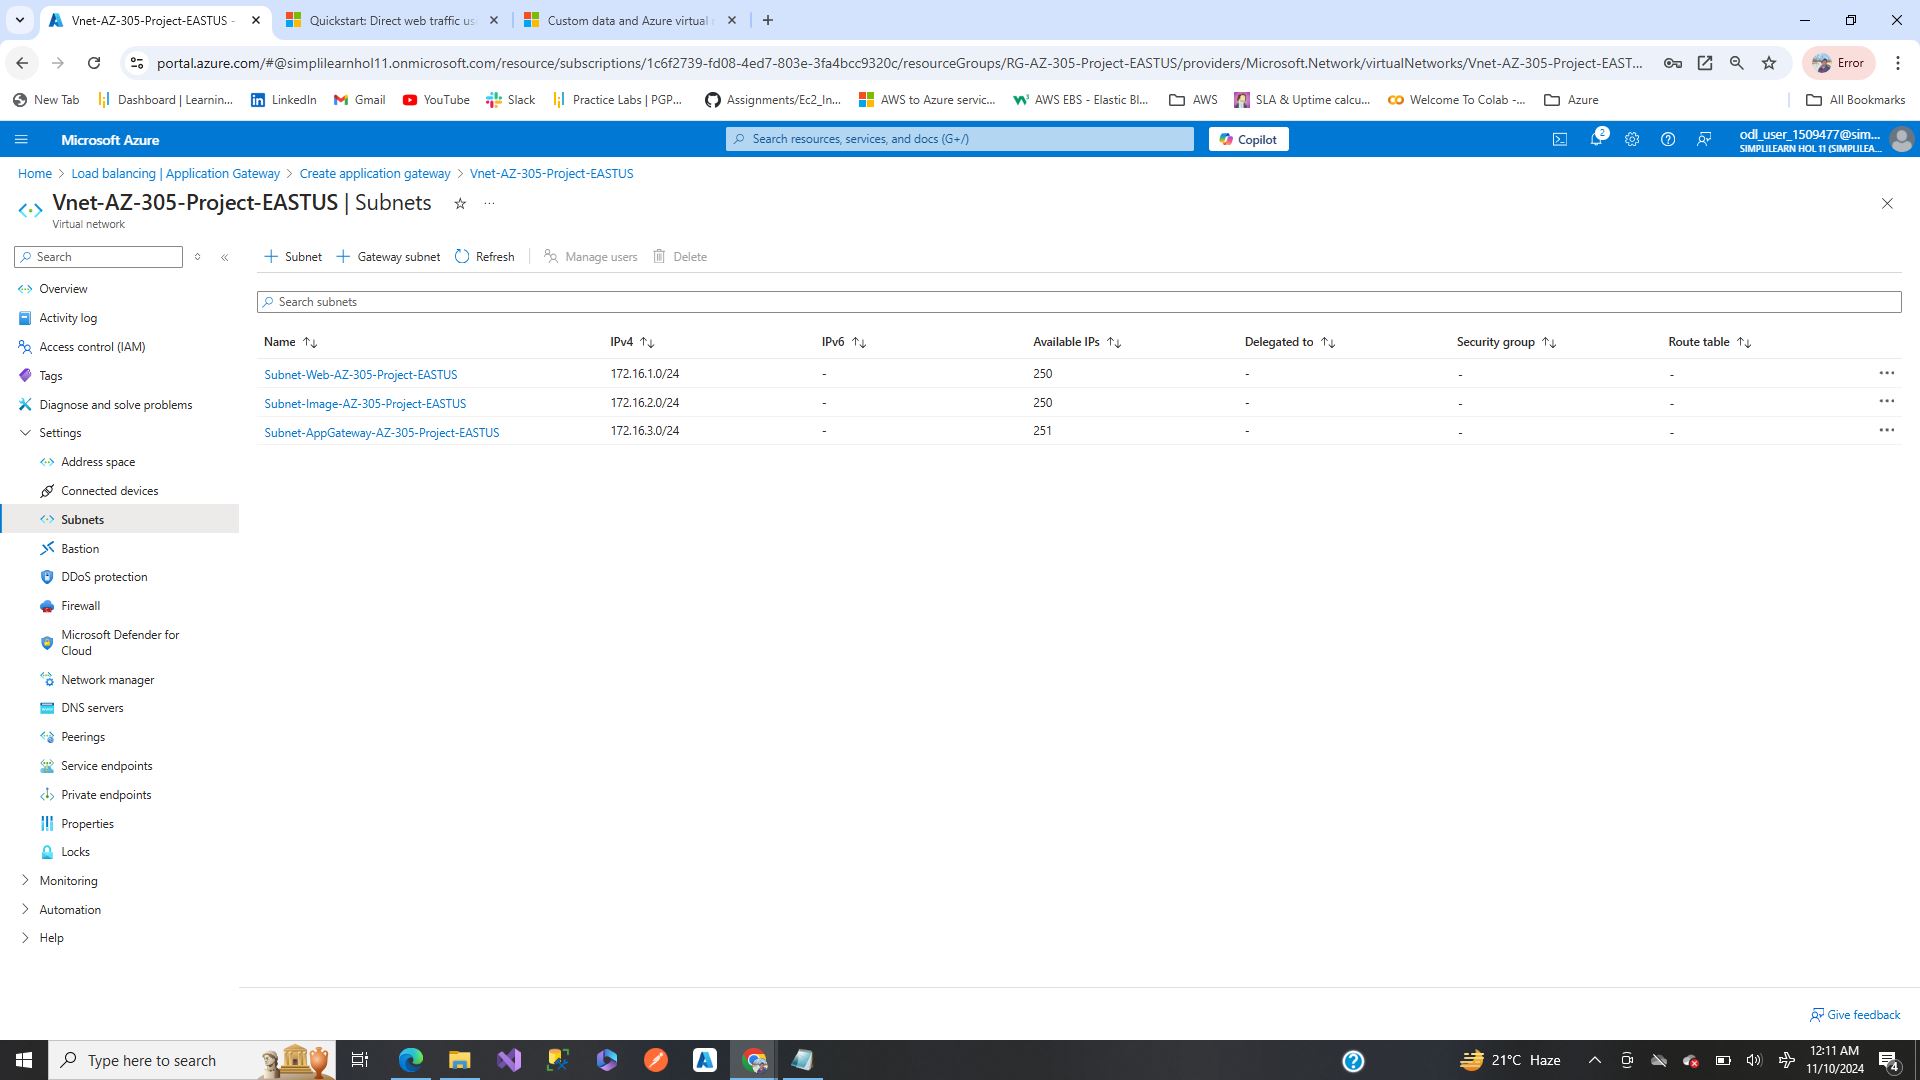 Vnet-AZ-305-Project-EASTUS -
Quickstart: Direct web traffic us
Custom data and Azure virtual
portal.azure.com/#@simplilearnhol11.onmicrosoft.com/resource/subscriptions/1c6f2739-fd08-4ed7-803e-3fa4bcc9320c/resourceGroups/RG-AZ-305-Project-EASTUS/providers/Microsoft.Network/virtualNetworks/Vnet-AZ-305-Project-EAST...
Error
New Tab
Dashboard | Learnin...
LinkedIn
Gmail
YouTube
Slack
Practice Labs | PGP...
Assignments/Ec2_In...
AWS to Azure servic...
AWS EBS - Elastic Bl...
AWS
SLA & Uptime calcu...
Welcome To Colab -...
Azure
All Bookmarks
Microsoft Azure
Search resources, services, and docs (G+/)
Copilot
2
odl_user_1509477@sim...
SIMPLILEARN HOL 11 (SIMPLILEA...
Home > Load balancing | Application Gateway > Create application gateway > Vnet-AZ-305-Project-EASTUS
Vnet-AZ-305-Project-EASTUS | Subnets
Virtual network
Search
+ Subnet
+ Gateway subnet
Refresh
Manage users
Delete
Search subnets
Overview
Activity log
Access control (IAM)
Tags
Diagnose and solve problems
Settings
Address space
Connected devices
Subnets
Bastion
DDoS protection
Firewall
Microsoft Defender for
Cloud
Network manager
DNS servers
Peerings
Service endpoints
Private endpoints
Properties
Locks
Monitoring
Automation
Help
Name IPv4 IPv6 Available IPs Delegated to Security group Route table
Subnet-Web-AZ-305-Project-EASTUS 172.16.1.0/24 - 250 - - -
Subnet-Image-AZ-305-Project-EASTUS 172.16.2.0/24 - 250 - - -
Subnet-AppGateway-AZ-305-Project-EASTUS 172.16.3.0/24 - 251 - - -
Give feedback
Type here to search
21°C Haze
12:11 AM
11/10/2024
4